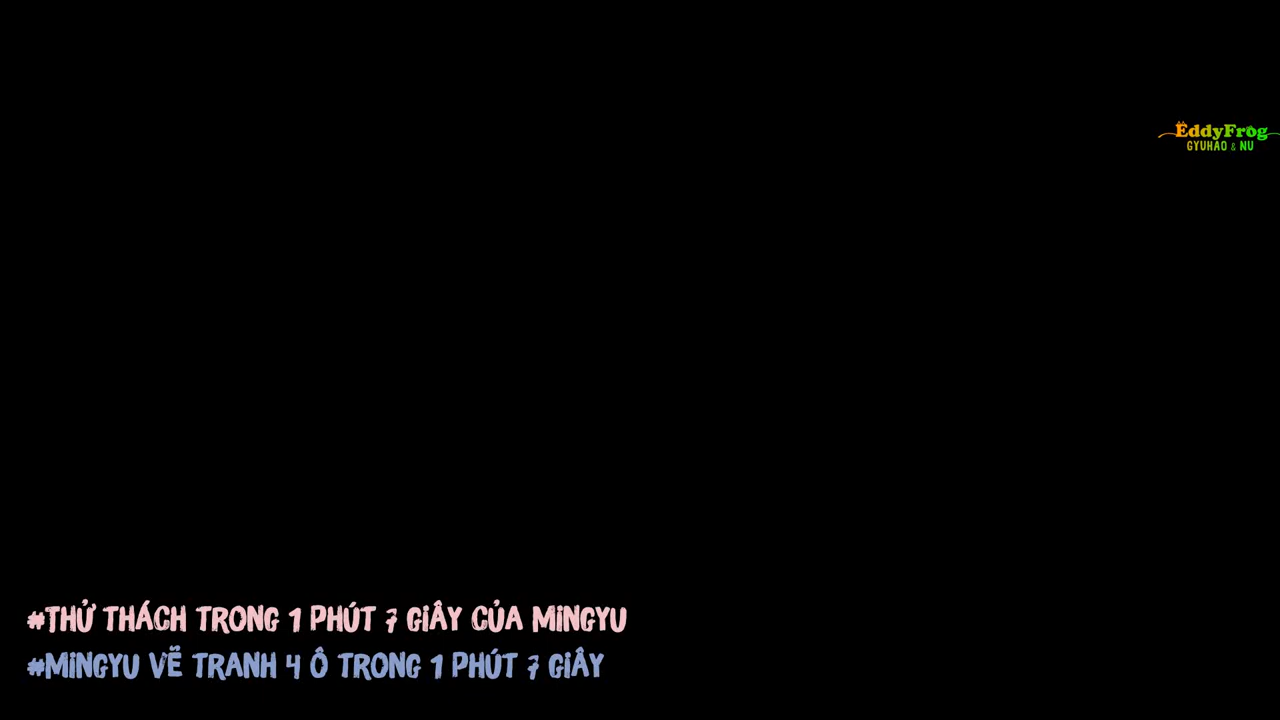 EddyFrog
GYUHAO & NU
#THỬ THÁCH TRONG 1 PHÚT 7 GIÂY CỦA MINGYU
#MINGYU VẼ TRANH 4 Ô TRONG 1 PHÚT 7 GIÂY